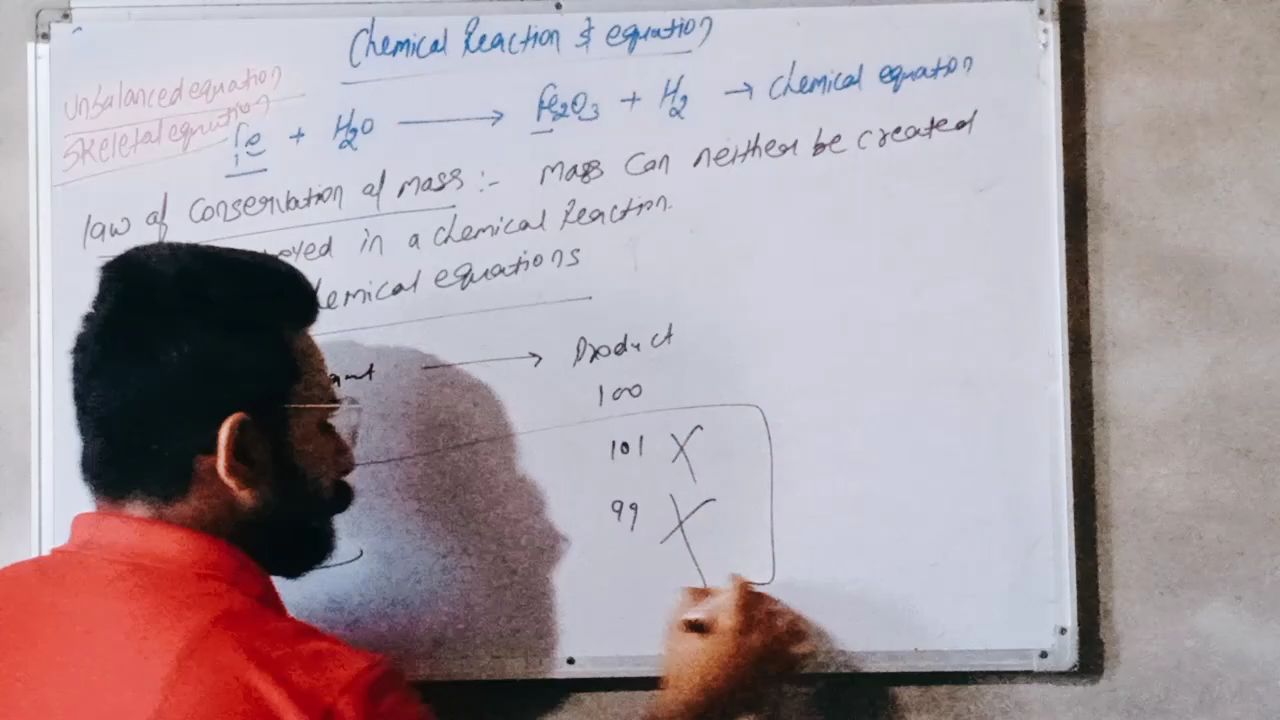 Chemical Reaction & equation
Unbalanced equation
Skeletal equation
Fe + H2O → Fe2O3 + H2 → chemical equation
1
law of conservation of mass :- mass can neither be created
in a chemical Reaction.
equations
→ Product
100
101 X
99 X